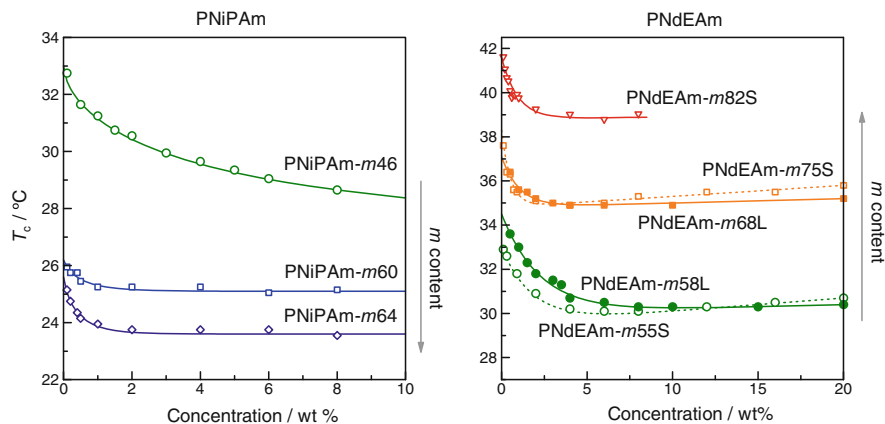 PNiPAm
34
32
30
28
26
24
22
0
2
4
6
8
10
T_c / °C
Concentration / wt %
PNiPAm-m46
PNiPAm-m60
PNiPAm-m64
m content
PNdEAm
42
40
38
36
34
32
30
28
0
5
10
15
20
Concentration / wt%
PNdEAm-m82S
PNdEAm-m75S
PNdEAm-m68L
PNdEAm-m58L
PNdEAm-m55S
m content